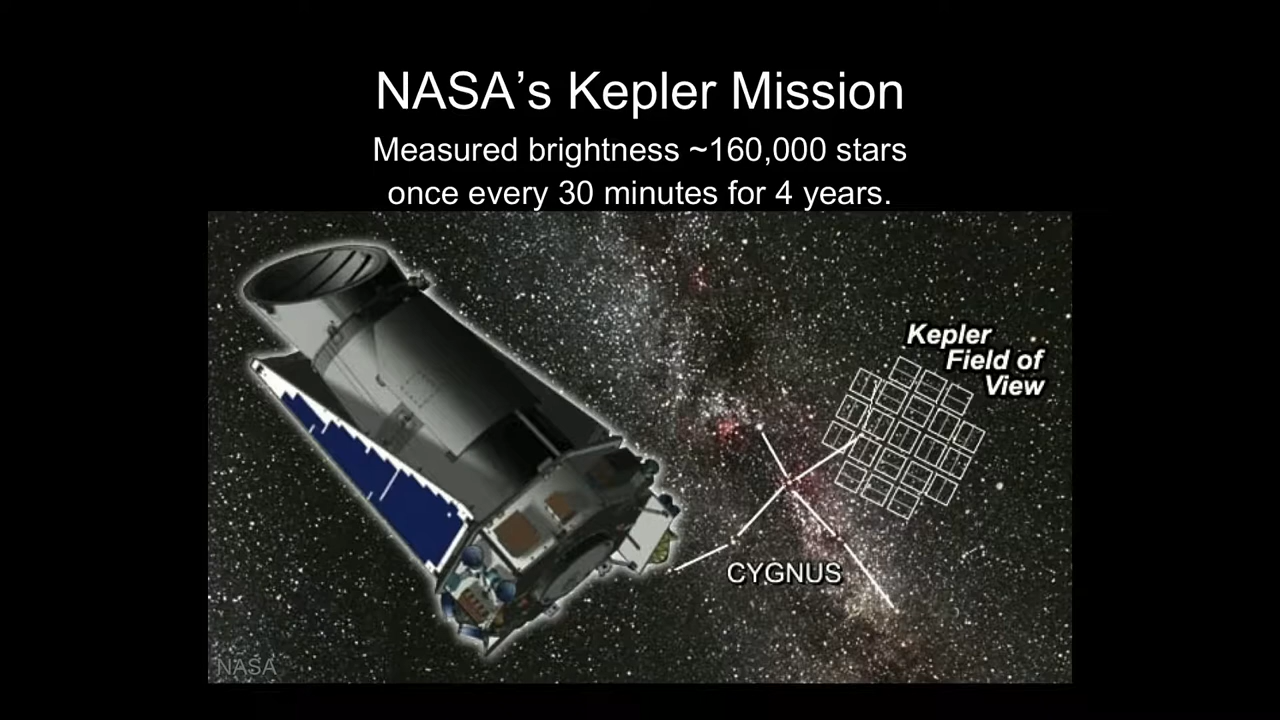 NASA's Kepler Mission
Measured brightness ~160,000 stars
once every 30 minutes for 4 years.
Kepler
Field of
View
CYGNUS
NASA